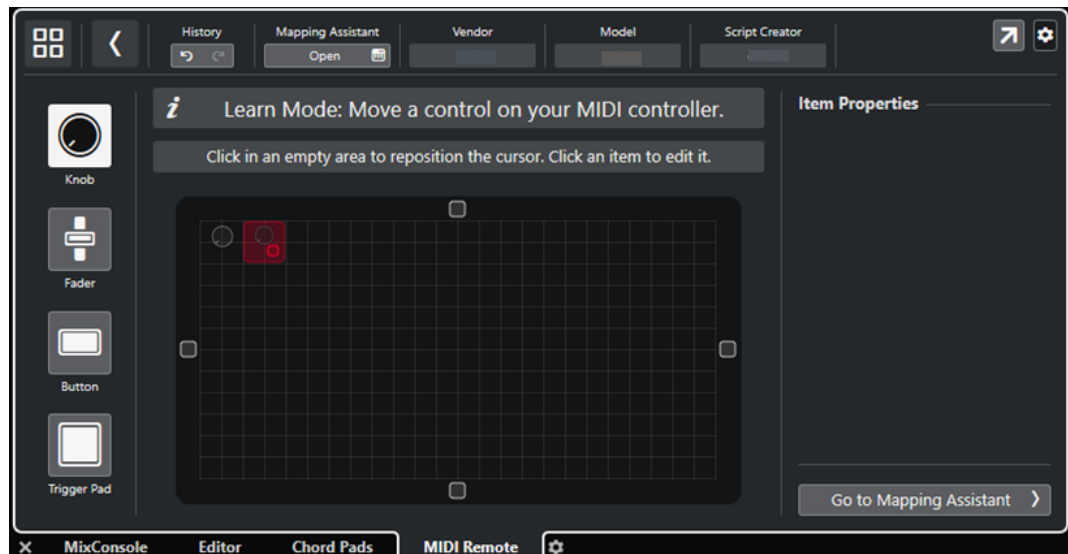 History
Mapping Assistant
Vendor
Model
Script Creator
Open
i Learn Mode: Move a control on your MIDI controller.
Click in an empty area to reposition the cursor. Click an item to edit it.
Item Properties
Knob
Fader
Button
Trigger Pad
Go to Mapping Assistant
MixConsole Editor Chord Pads MIDI Remote